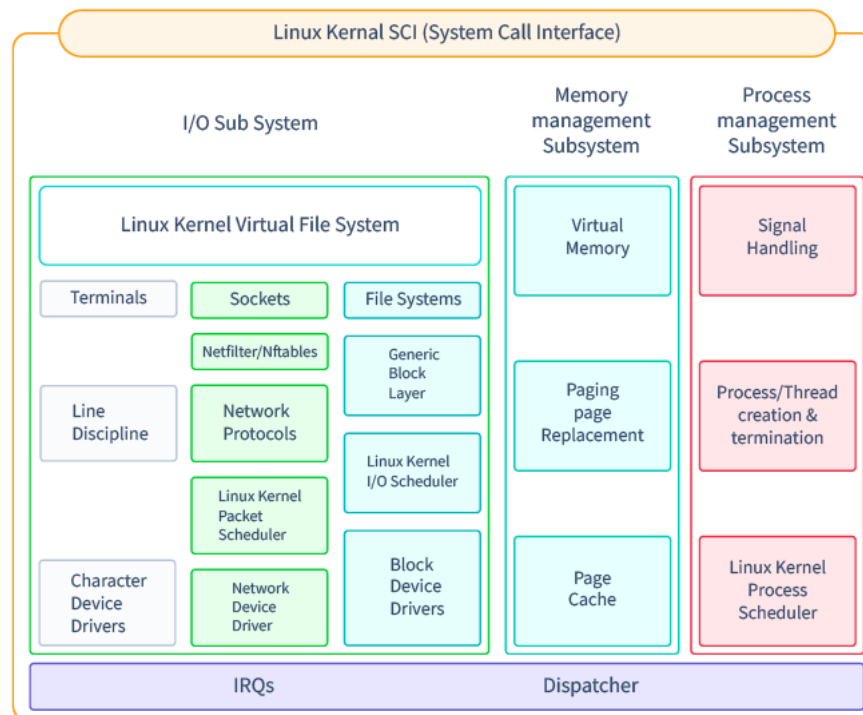 Linux Kernal SCI (System Call Interface)
I/O Sub System
Memory
management
Subsystem
Process
management
Subsystem
Linux Kernel Virtual File System
Terminals
Sockets
File Systems
Netfilter/Nftables
Generic
Block
Layer
Line
Discipline
Network
Protocols
Linux Kernel
I/O Scheduler
Linux Kernel
Packet
Scheduler
Character
Device
Drivers
Network
Device
Driver
Block
Device
Drivers
Virtual
Memory
Paging
page
Replacement
Page
Cache
Signal
Handling
Process/Thread
creation &
termination
Linux Kernel
Process
Scheduler
IRQs
Dispatcher